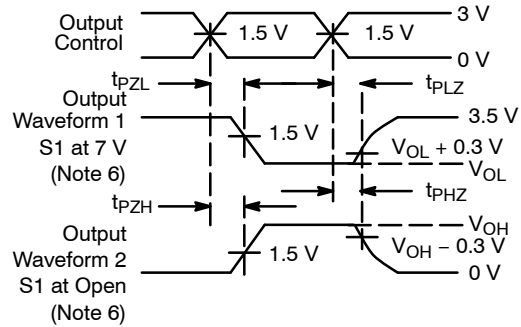 Output
Control
1.5 V
1.5 V
3 V
0 V
tPZL
tPLZ
Output
Waveform 1
S1 at 7 V
(Note 6)
1.5 V
3.5 V
VOL + 0.3 V
VOL
tPZH
tPHZ
Output
Waveform 2
S1 at Open
(Note 6)
1.5 V
VOH
VOH − 0.3 V
0 V